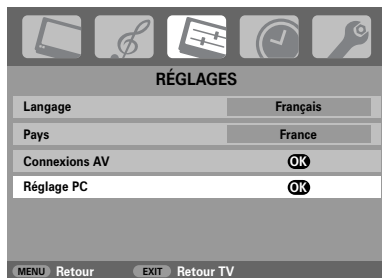 RÉGLAGES
Langage Français
Pays France
Connexions AV OK
Réglage PC OK
MENU Retour EXIT Retour TV